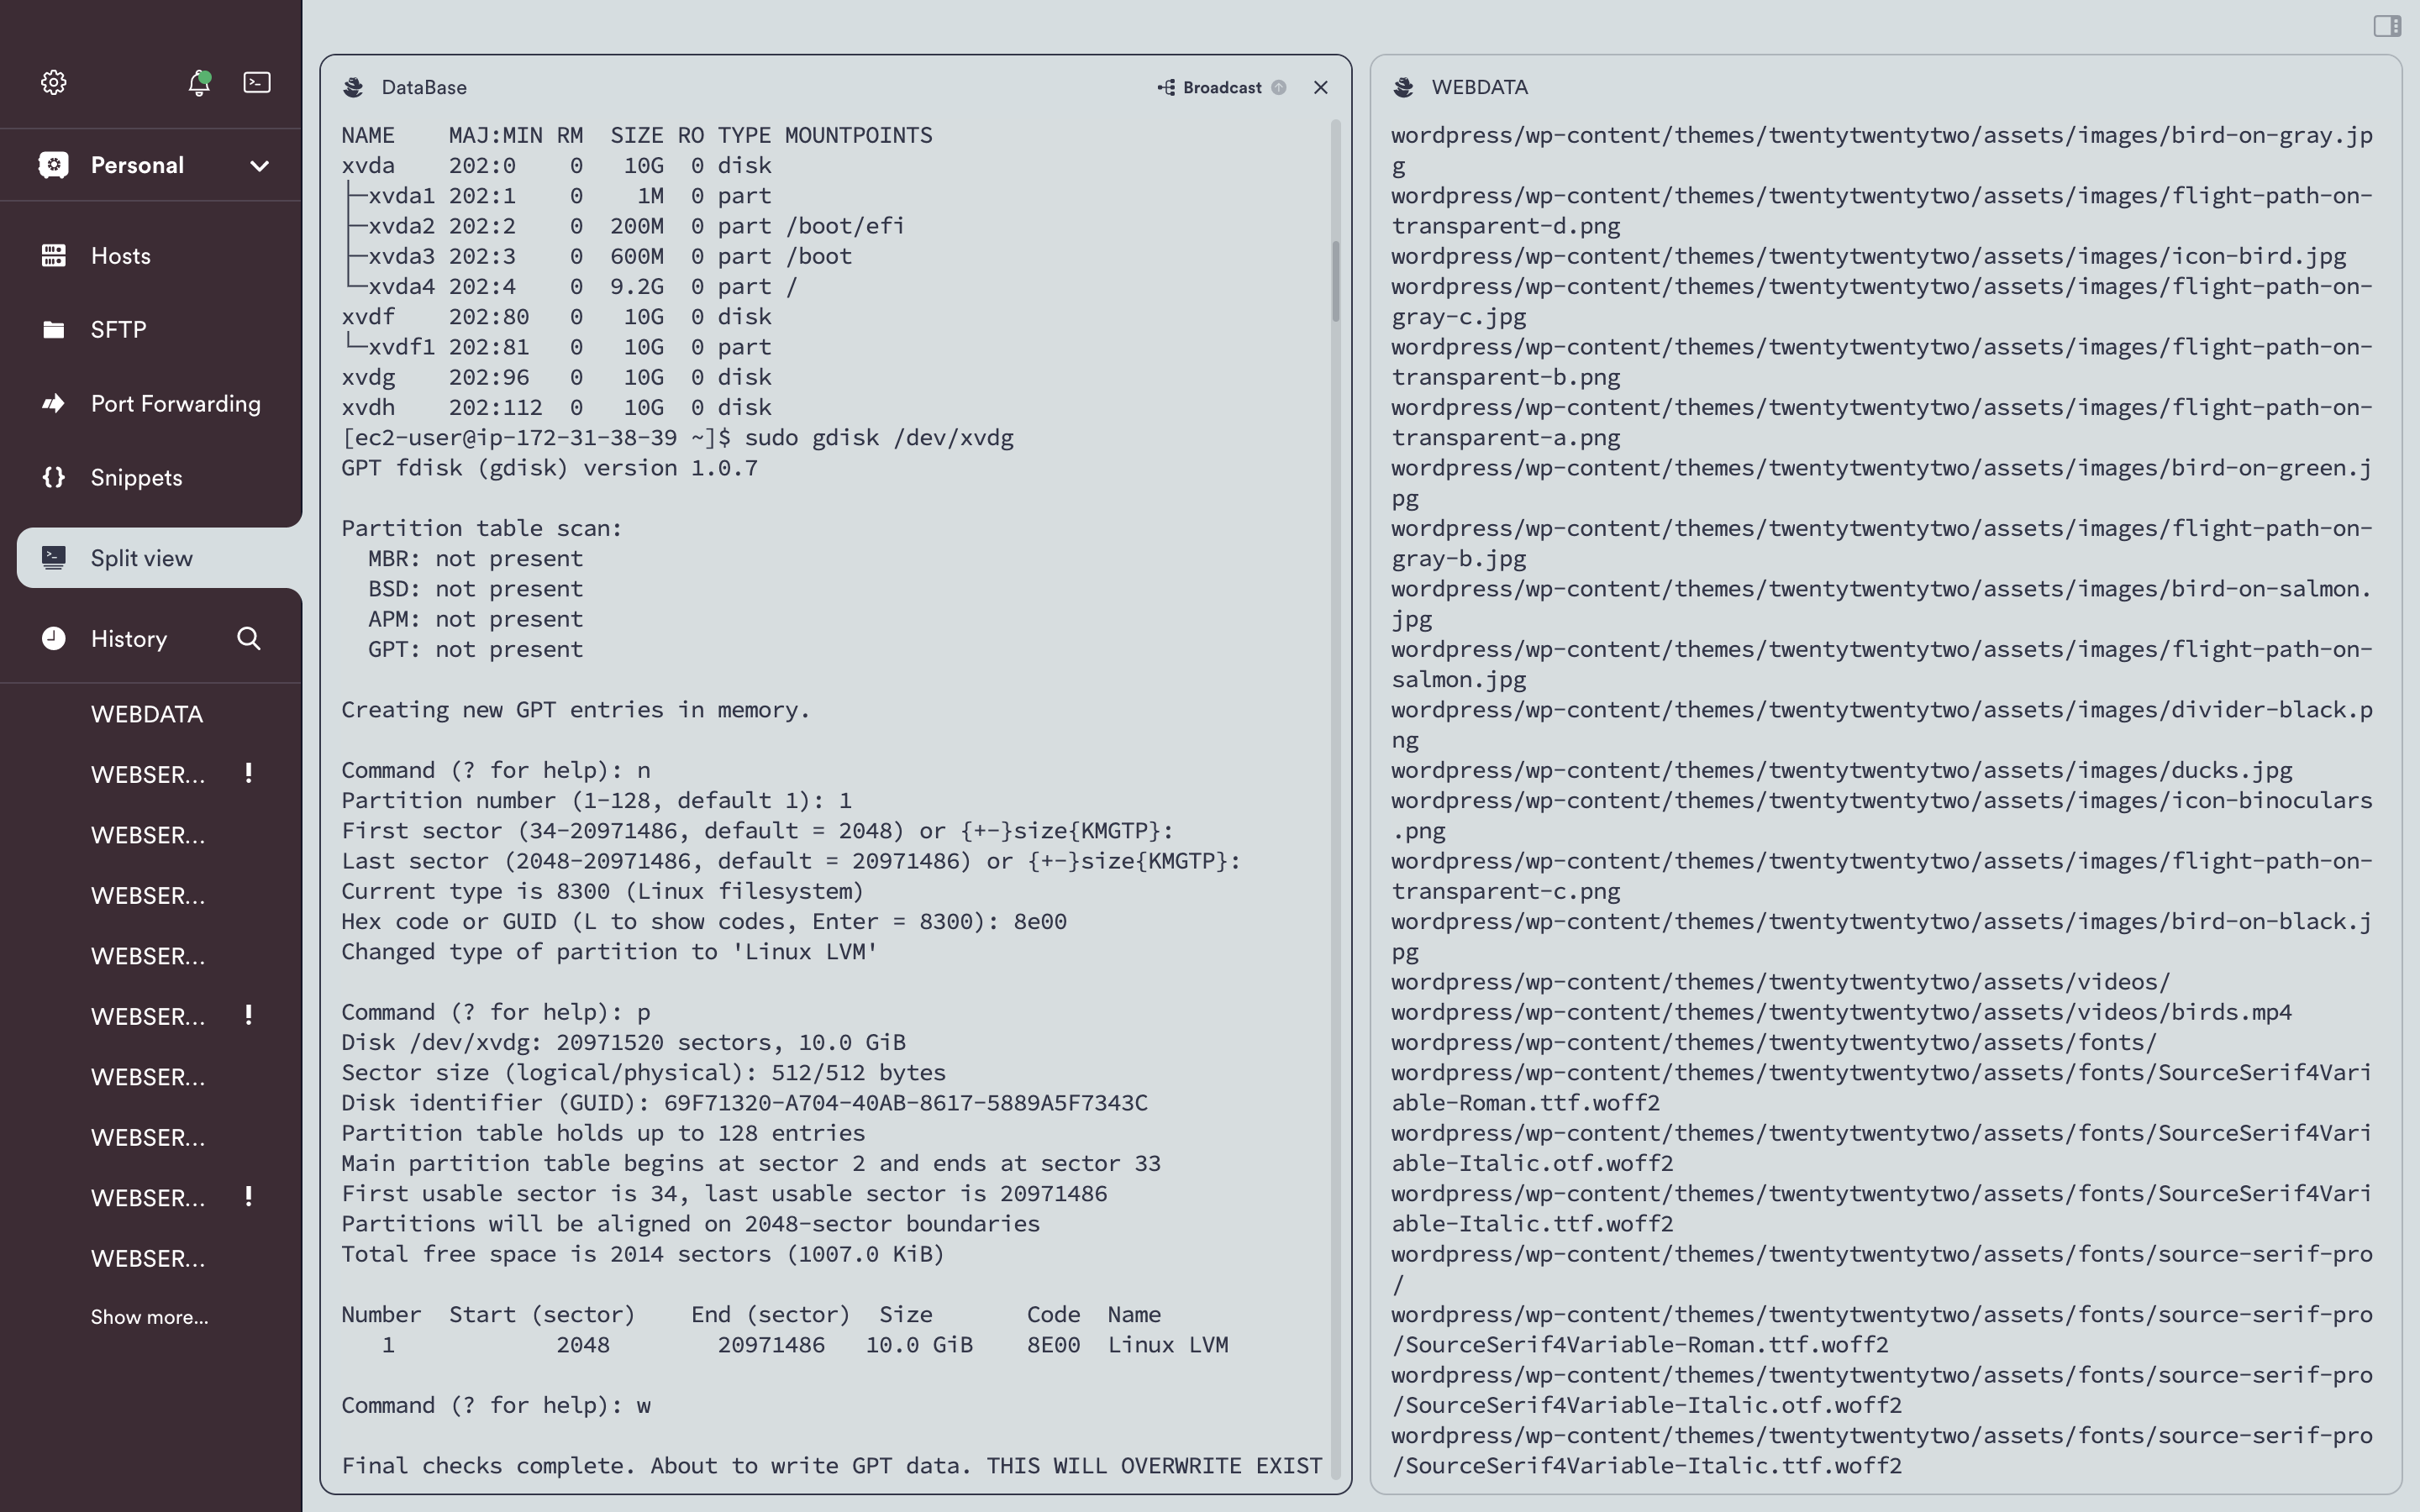 Personal
Hosts
SFTP
Port Forwarding
Snippets
Split view
History
WEBDATA
WEBSER... !
WEBSER...
WEBSER...
WEBSER...
WEBSER... !
WEBSER...
WEBSER...
WEBSER... !
WEBSER...
Show more...
DataBase
Broadcast
NAME    MAJ:MIN RM  SIZE RO TYPE MOUNTPOINTS
xvda    202:0    0   10G  0 disk
├─xvda1 202:1    0    1M  0 part
├─xvda2 202:2    0  200M  0 part /boot/efi
├─xvda3 202:3    0  600M  0 part /boot
└─xvda4 202:4    0  9.2G  0 part /
xvdf    202:80   0   10G  0 disk
└─xvdf1 202:81   0   10G  0 part
xvdg    202:96   0   10G  0 disk
xvdh    202:112  0   10G  0 disk
[ec2-user@ip-172-31-38-39 ~]$ sudo gdisk /dev/xvdg
GPT fdisk (gdisk) version 1.0.7
Partition table scan:
  MBR: not present
  BSD: not present
  APM: not present
  GPT: not present
Creating new GPT entries in memory.
Command (? for help): n
Partition number (1-128, default 1): 1
First sector (34-20971486, default = 2048) or {+-}size{KMGTP}:
Last sector (2048-20971486, default = 20971486) or {+-}size{KMGTP}:
Current type is 8300 (Linux filesystem)
Hex code or GUID (L to show codes, Enter = 8300): 8e00
Changed type of partition to 'Linux LVM'
Command (? for help): p
Disk /dev/xvdg: 20971520 sectors, 10.0 GiB
Sector size (logical/physical): 512/512 bytes
Disk identifier (GUID): 69F71320-A704-40AB-8617-5889A5F7343C
Partition table holds up to 128 entries
Main partition table begins at sector 2 and ends at sector 33
First usable sector is 34, last usable sector is 20971486
Partitions will be aligned on 2048-sector boundaries
Total free space is 2014 sectors (1007.0 KiB)
Number  Start (sector)    End (sector)  Size       Code  Name
   1            2048        20971486   10.0 GiB    8E00  Linux LVM
Command (? for help): w
Final checks complete. About to write GPT data. THIS WILL OVERWRITE EXIST
WEBDATA
wordpress/wp-content/themes/twentytwentytwo/assets/images/bird-on-gray.jp
g
wordpress/wp-content/themes/twentytwentytwo/assets/images/flight-path-on-
transparent-d.png
wordpress/wp-content/themes/twentytwentytwo/assets/images/icon-bird.jpg
wordpress/wp-content/themes/twentytwentytwo/assets/images/flight-path-on-
gray-c.jpg
wordpress/wp-content/themes/twentytwentytwo/assets/images/flight-path-on-
transparent-b.png
wordpress/wp-content/themes/twentytwentytwo/assets/images/flight-path-on-
transparent-a.png
wordpress/wp-content/themes/twentytwentytwo/assets/images/bird-on-green.j
pg
wordpress/wp-content/themes/twentytwentytwo/assets/images/flight-path-on-
gray-b.jpg
wordpress/wp-content/themes/twentytwentytwo/assets/images/bird-on-salmon.
jpg
wordpress/wp-content/themes/twentytwentytwo/assets/images/flight-path-on-
salmon.jpg
wordpress/wp-content/themes/twentytwentytwo/assets/images/divider-black.p
ng
wordpress/wp-content/themes/twentytwentytwo/assets/images/ducks.jpg
wordpress/wp-content/themes/twentytwentytwo/assets/images/icon-binoculars
.png
wordpress/wp-content/themes/twentytwentytwo/assets/images/flight-path-on-
transparent-c.png
wordpress/wp-content/themes/twentytwentytwo/assets/images/bird-on-black.j
pg
wordpress/wp-content/themes/twentytwentytwo/assets/videos/
wordpress/wp-content/themes/twentytwentytwo/assets/videos/birds.mp4
wordpress/wp-content/themes/twentytwentytwo/assets/fonts/
wordpress/wp-content/themes/twentytwentytwo/assets/fonts/SourceSerif4Vari
able-Roman.ttf.woff2
wordpress/wp-content/themes/twentytwentytwo/assets/fonts/SourceSerif4Vari
able-Italic.otf.woff2
wordpress/wp-content/themes/twentytwentytwo/assets/fonts/SourceSerif4Vari
able-Italic.ttf.woff2
wordpress/wp-content/themes/twentytwentytwo/assets/fonts/source-serif-pro
/
wordpress/wp-content/themes/twentytwentytwo/assets/fonts/source-serif-pro
/SourceSerif4Variable-Roman.ttf.woff2
wordpress/wp-content/themes/twentytwentytwo/assets/fonts/source-serif-pro
/SourceSerif4Variable-Italic.otf.woff2
wordpress/wp-content/themes/twentytwentytwo/assets/fonts/source-serif-pro
/SourceSerif4Variable-Italic.ttf.woff2